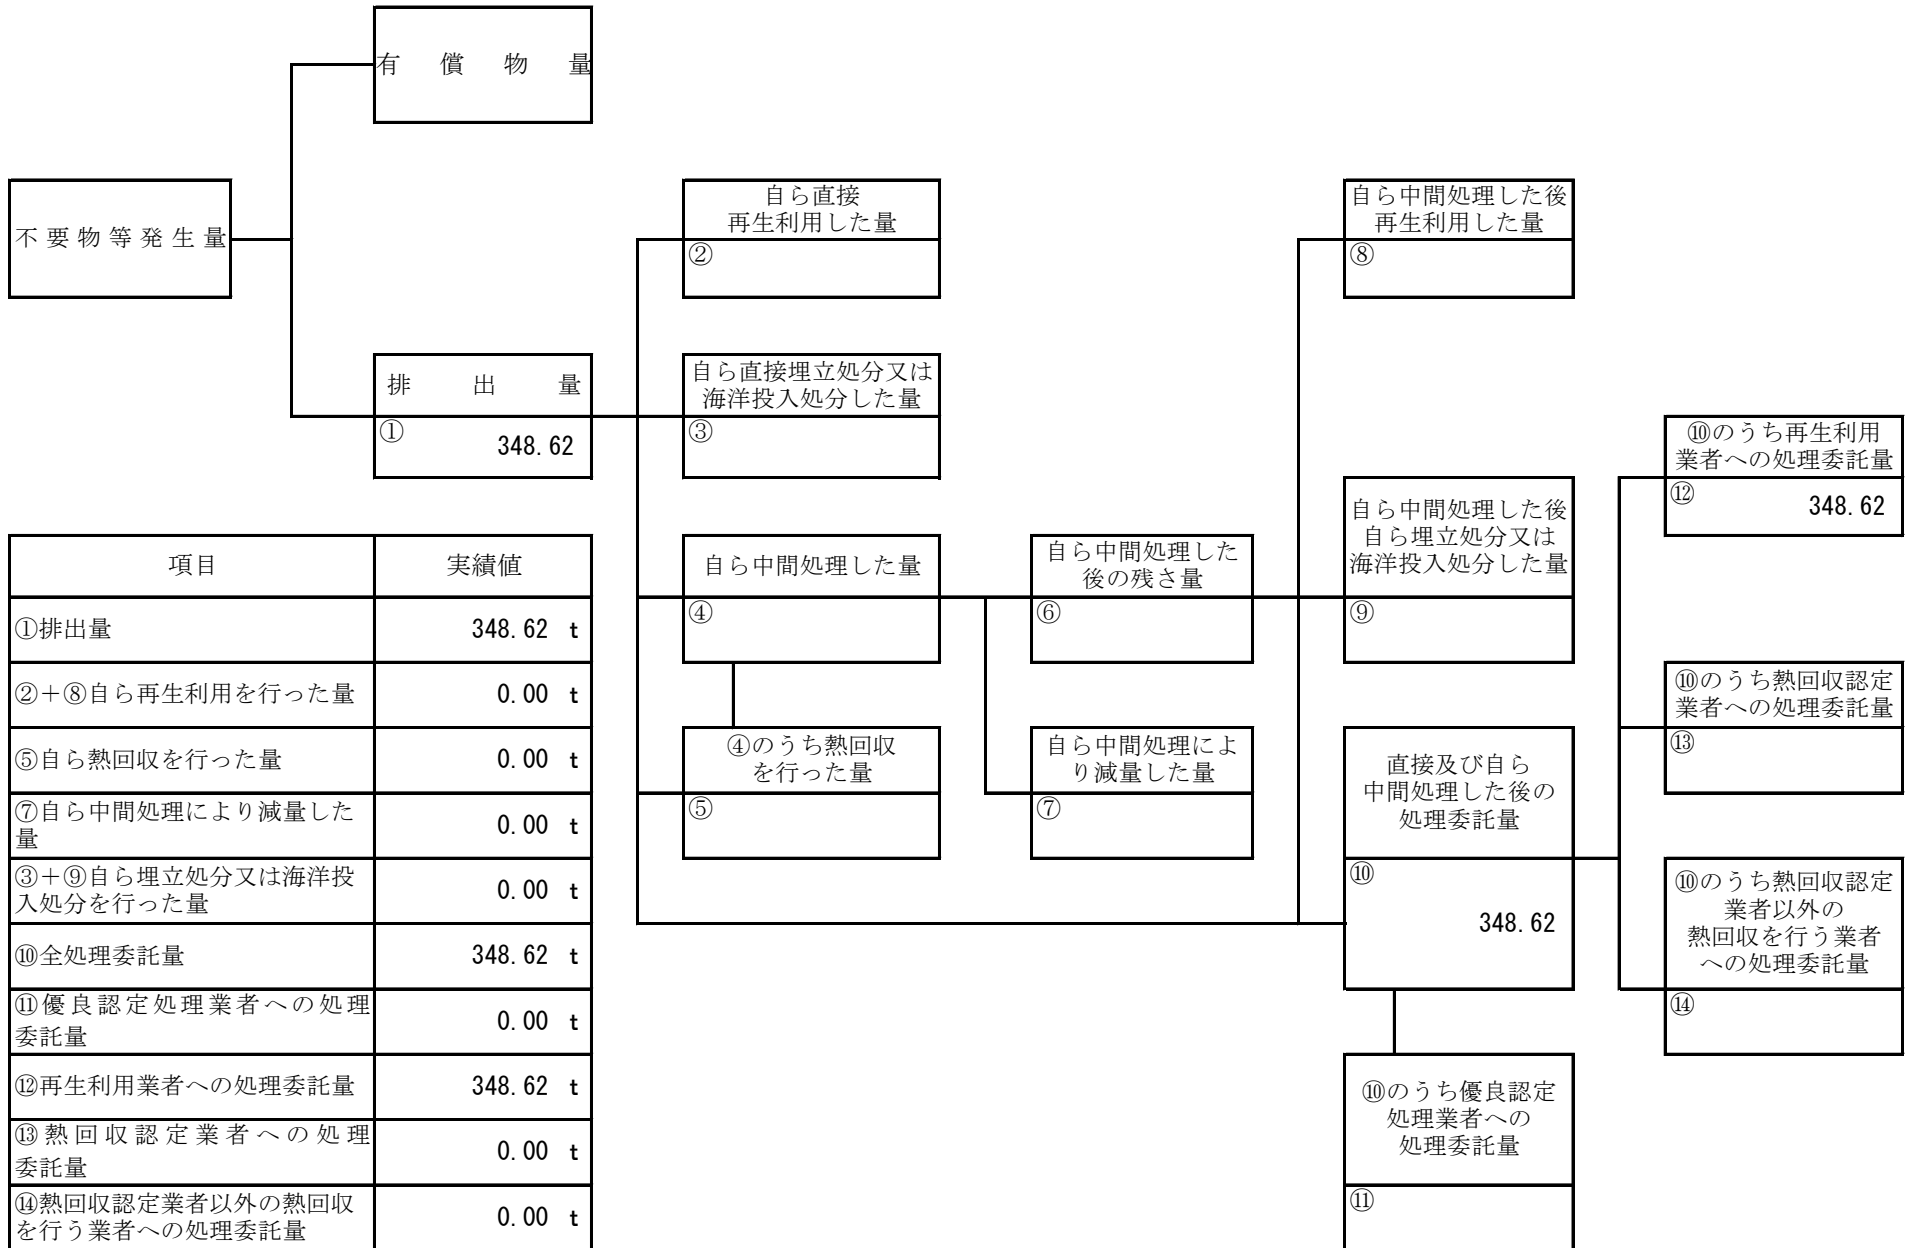 有償物量
不要物等発生量
排出量
①
348.62
自ら直接
再生利用した量
②
自ら直接埋立処分又は
海洋投入処分した量
③
自ら中間処理した量
④
④のうち熱回収
を行った量
⑤
自ら中間処理した
後の残さ量
⑥
自ら中間処理によ
り減量した量
⑦
自ら中間処理した後
再生利用した量
⑧
自ら中間処理した後
自ら埋立処分又は
海洋投入処分した量
⑨
直接及び自ら
中間処理した後の
処理委託量
⑩
348.62
⑩のうち優良認定
処理業者への
処理委託量
⑪
⑩のうち再生利用
業者への処理委託量
⑫
348.62
⑩のうち熱回収認定
業者への処理委託量
⑬
⑩のうち熱回収認定
業者以外の
熱回収を行う業者
への処理委託量
⑭
項目 実績値
①排出量 348.62 t
②+⑧自ら再生利用を行った量 0.00 t
⑤自ら熱回収を行った量 0.00 t
⑦自ら中間処理により減量した
量 0.00 t
③+⑨自ら埋立処分又は海洋投
入処分を行った量 0.00 t
⑩全処理委託量 348.62 t
⑪優良認定処理業者への処理
委託量 0.00 t
⑫再生利用業者への処理委託量 348.62 t
⑬熱回収認定業者への処理
委託量 0.00 t
⑭熱回収認定業者以外の熱回収
を行う業者への処理委託量 0.00 t